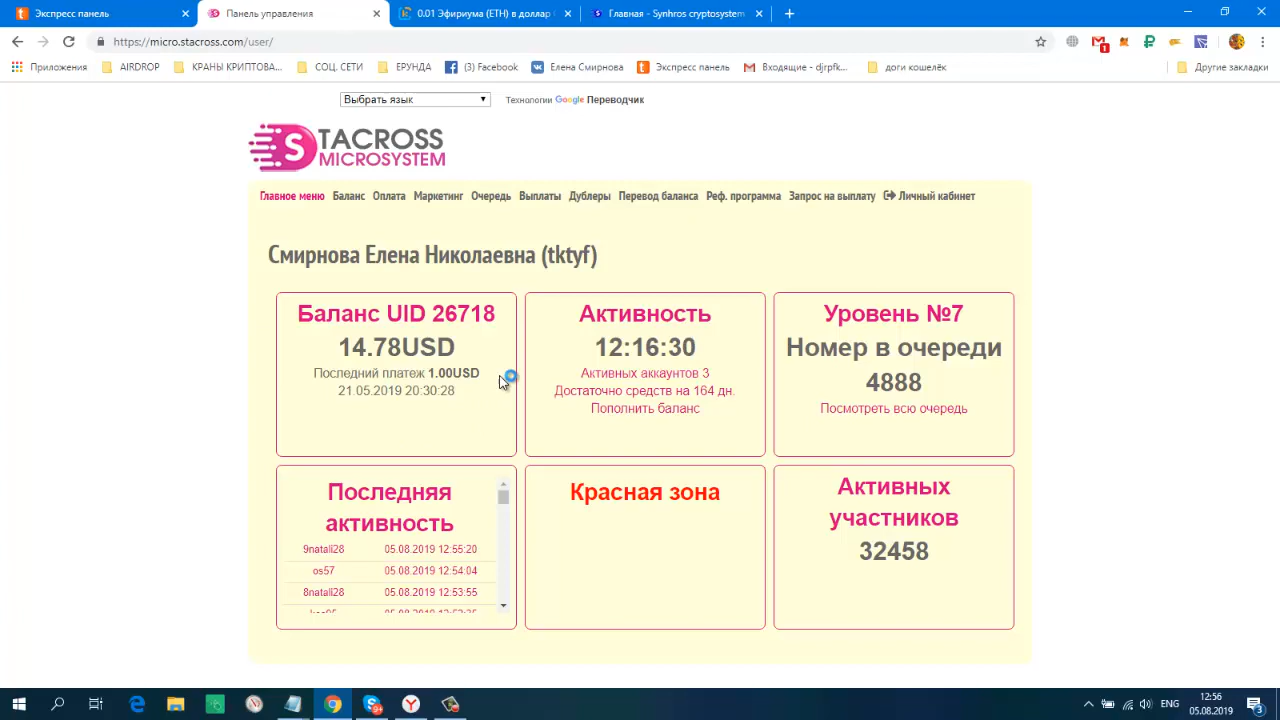 Экспресс панель
Панель управления
0.01 Эфириума (ETH) в доллар
Главная - Synhros cryptosystem
https://micro.stacross.com/user/
1
Приложения
AIRDROP
КРАНЫ КРИПТОВА...
СОЦ. СЕТИ
ЕРУНДА
(3) Facebook
Елена Смирнова
Экспресс панель
Входящие - djrpfk...
доги кошелёк
Другие закладки
Выбрать язык
Технологии Google Переводчик
STACROSS
MICROSYSTEM
Главное меню Баланс Оплата Маркетинг Очередь Выплаты Дублеры Перевод баланса Реф. программа Запрос на выплату Личный кабинет
Смирнова Елена Николаевна (tktyf)
Баланс UID 26718
14.78USD
Последний платеж 1.00USD
21.05.2019 20:30:28
Активность
12:16:30
Активных аккаунтов 3
Достаточно средств на 164 дн.
Пополнить баланс
Уровень №7
Номер в очереди
4888
Посмотреть всю очередь
Последняя
активность
9natali28 05.08.2019 12:55:20
os57 05.08.2019 12:54:04
8natali28 05.08.2019 12:53:55
Красная зона
Активных
участников
32458
ENG
12:56
05.08.2019
3